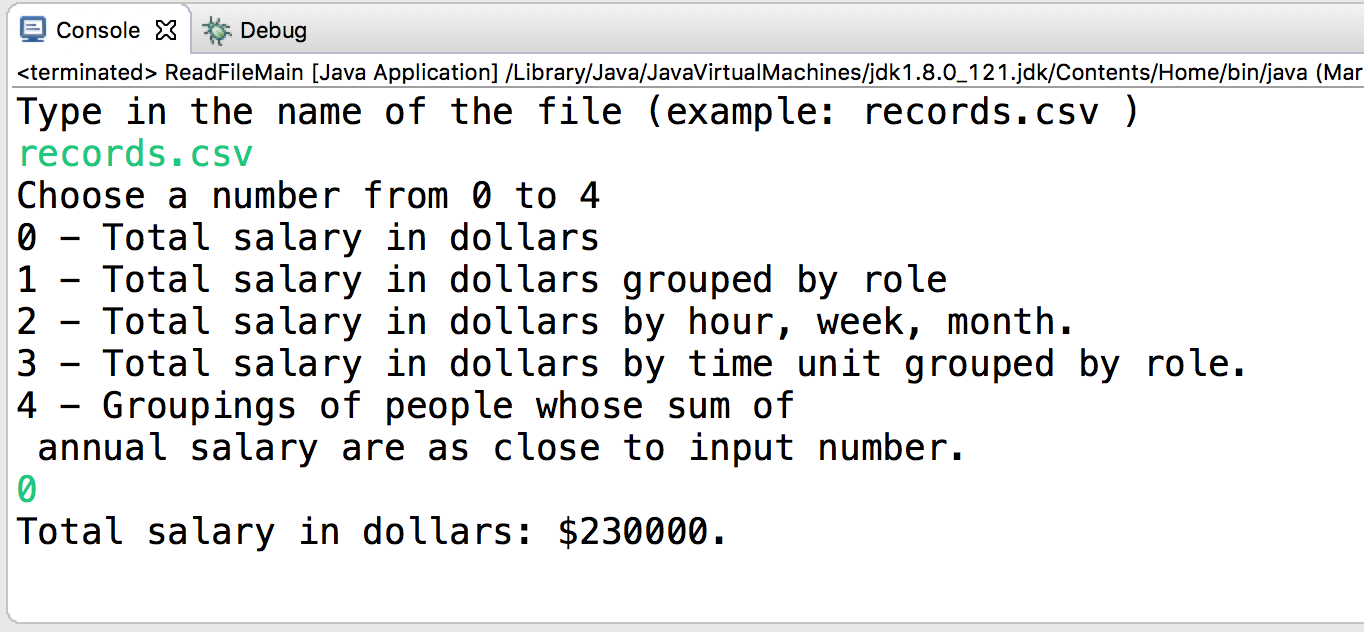 Console Debug
<terminated> ReadFileMain [Java Application] /Library/Java/JavaVirtualMachines/jdk1.8.0_121.jdk/Contents/Home/bin/java (Mar
Type in the name of the file (example: records.csv )
records.csv
Choose a number from 0 to 4
0 - Total salary in dollars
1 - Total salary in dollars grouped by role
2 - Total salary in dollars by hour, week, month.
3 - Total salary in dollars by time unit grouped by role.
4 - Groupings of people whose sum of
annual salary are as close to input number.
0
Total salary in dollars: $230000.